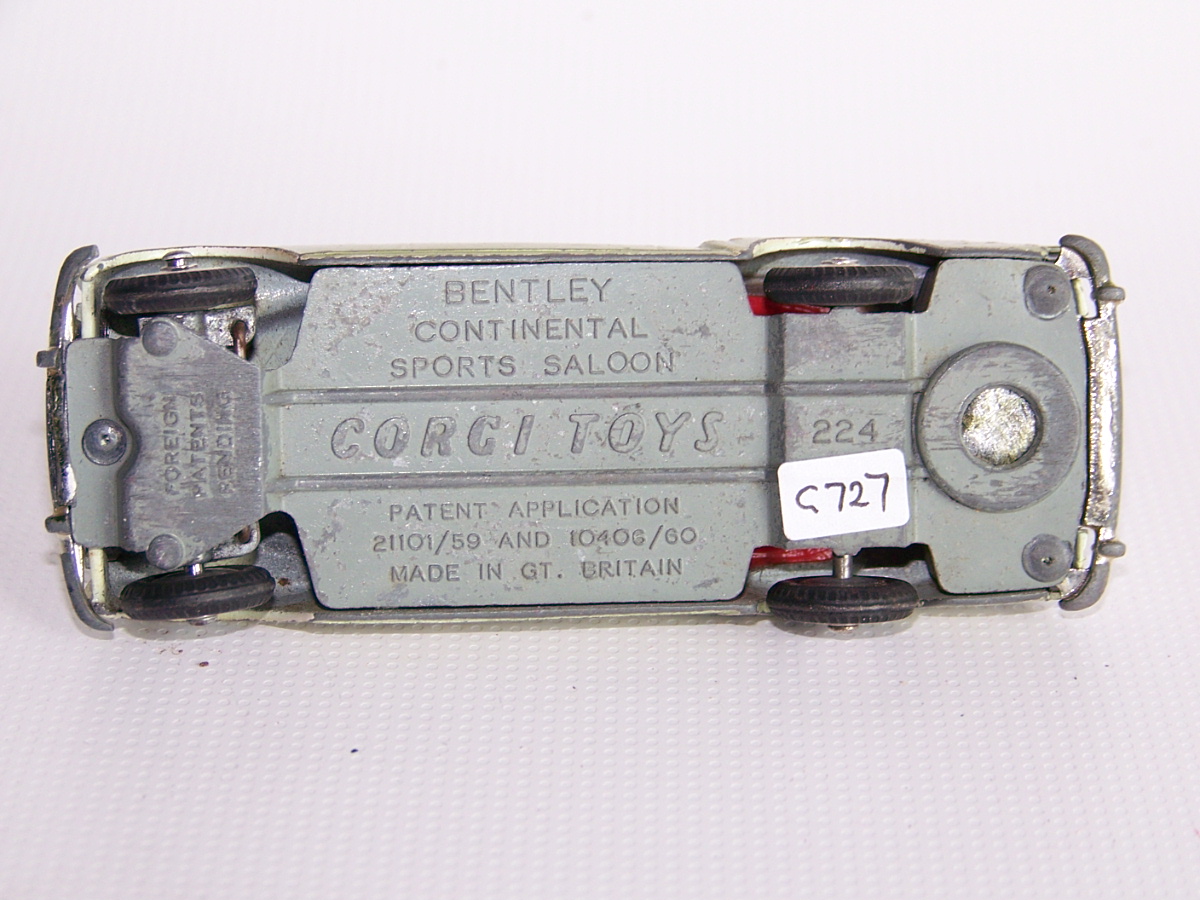 BENTLEY
CONTINENTAL
SPORTS SALOON
CORGI TOYS
PATENT APPLICATION
21101/59 AND 10406/60
MADE IN GT. BRITAIN
FOREIGN
PATENTS
PENDING
224
C727